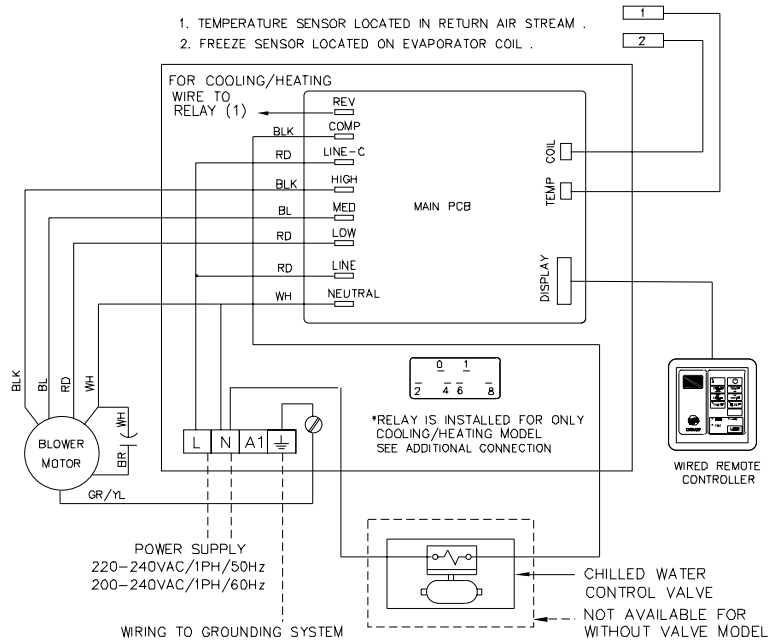 1. TEMPERATURE SENSOR LOCATED IN RETURN AIR STREAM .
2. FREEZE SENSOR LOCATED ON EVAPORATOR COIL .
1
2
FOR COOLING/HEATING
WIRE TO
RELAY (1)
REV
BLK
COMP
RD
LINE-C
BLK
HIGH
BL
MED
RD
LOW
RD
LINE
WH
NEUTRAL
MAIN PCB
COIL
TEMP
DISPLAY
BLK
BL
RD
WH
WH
BR
BLOWER
MOTOR
GR/YL
L
N
A1
0
1
2
4
6
8
*RELAY IS INSTALLED FOR ONLY
COOLING/HEATING MODEL
SEE ADDITIONAL CONNECTION
WIRED REMOTE
CONTROLLER
POWER SUPPLY
220-240VAC/1PH/50Hz
200-240VAC/1PH/60Hz
WIRING TO GROUNDING SYSTEM
CHILLED WATER
CONTROL VALVE
NOT AVAILABLE FOR
WITHOUT VALVE MODEL